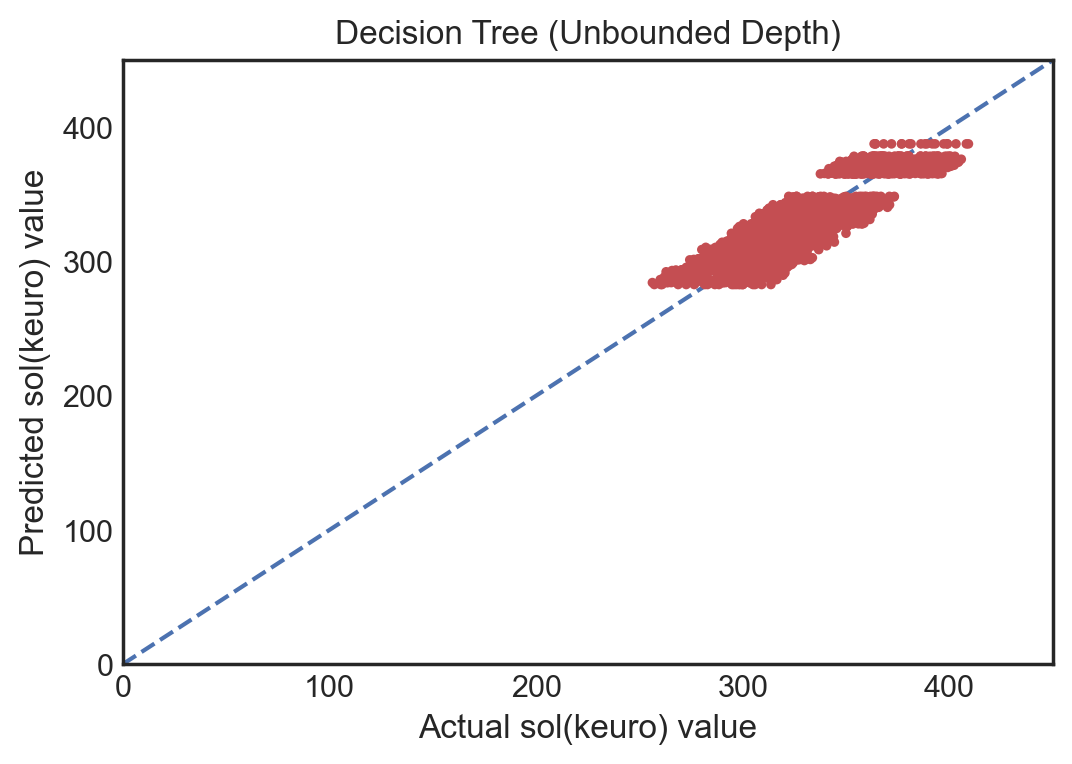 Decision Tree (Unbounded Depth)
400
300
200
100
0
0 100 200 300 400
Predicted sol(keuro) value
Actual sol(keuro) value